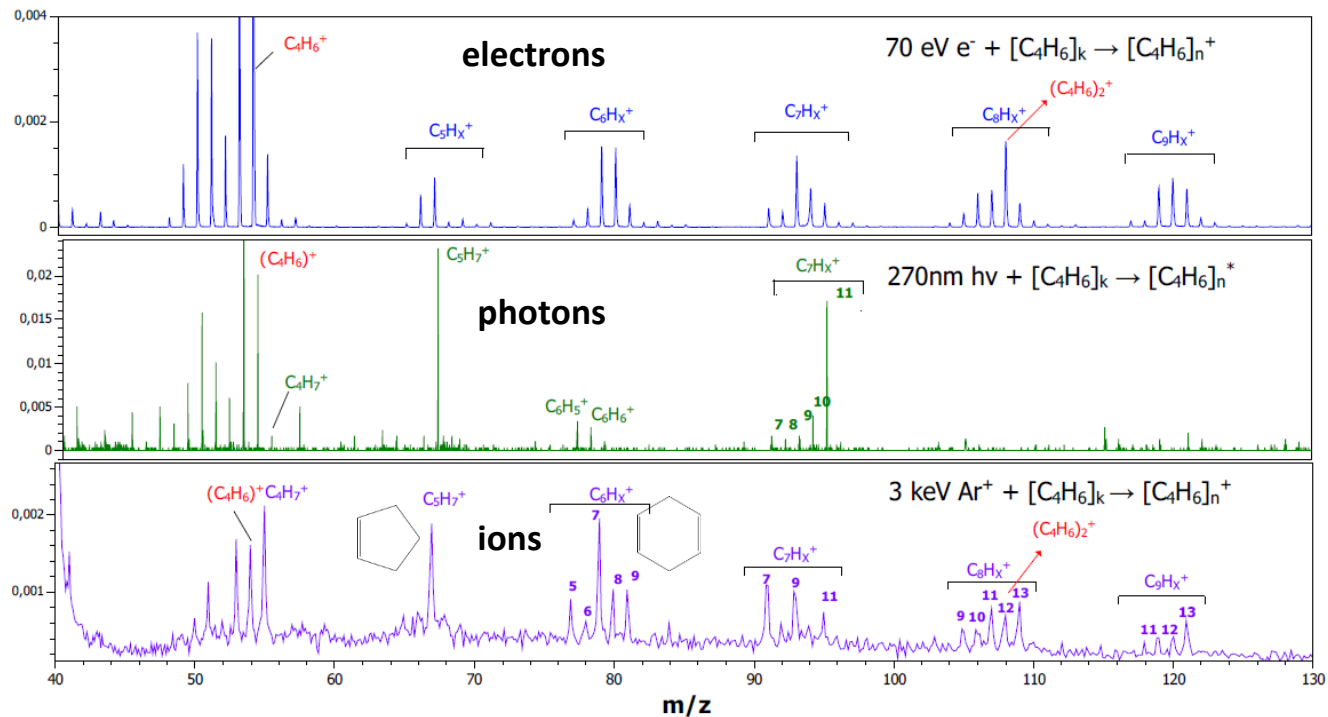 0,004
0,002
0
C₄H₆⁺
electrons
70 eV e⁻ + [C₄H₆]ₖ → [C₄H₆]ₙ⁺
C₅Hₓ⁺
C₆Hₓ⁺
C₇Hₓ⁺
(C₄H₆)₂⁺
C₈Hₓ⁺
C₉Hₓ⁺
0,02
0,015
0,01
0,005
0
(C₄H₆)⁺
C₄H₇⁺
C₅H₇⁺
photons
C₆H₅⁺
C₆H₆⁺
C₇Hₓ⁺
7 8 9 10 11
270nm hν + [C₄H₆]ₖ → [C₄H₆]ₙ*
0,002
0,001
(C₄H₆)⁺
C₄H₇⁺
C₅H₇⁺
ions
C₆Hₓ⁺
5 6 7 8 9
C₇Hₓ⁺
7 9 11
3 keV Ar⁺ + [C₄H₆]ₖ → [C₄H₆]ₙ⁺
(C₄H₆)₂⁺
C₈Hₓ⁺
9 10 11 12 13
C₉Hₓ⁺
11 12 13
40 50 60 70 80 90 100 110 120 130
m/z